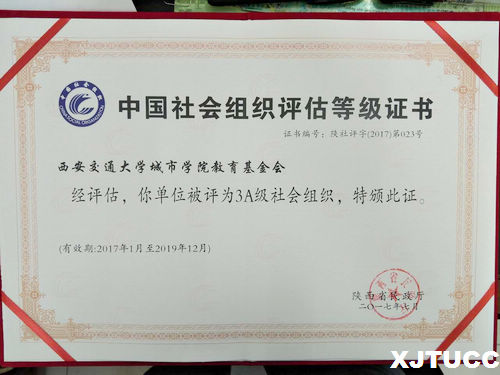 中国社会组织评估等级证书
证书编号：陕社评字(2017)第023号
西安交通大学城市学院教育基金会
经评估，你单位被评为3A级社会组织，特颁此证。
(有效期:2017年1月至2019年12月)
陕西省民政厅
二〇一七年七月
XJTUCC